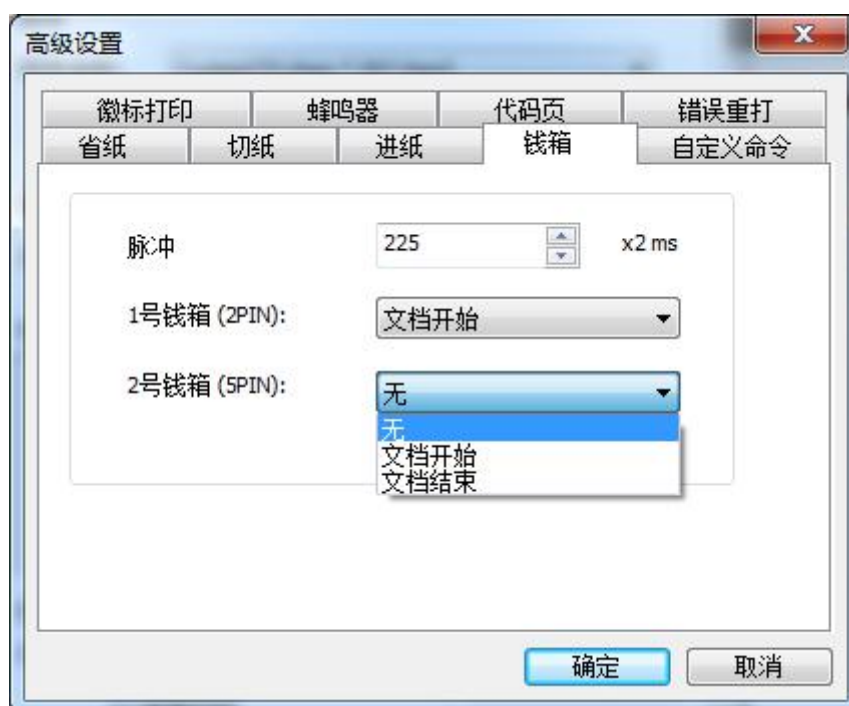 高级设置
徽标打印 蜂鸣器 代码页 错误重打
省纸 切纸 进纸 钱箱 自定义命令
脉冲 225 x2 ms
1号钱箱 (2PIN): 文档开始
2号钱箱 (5PIN): 无
无
文档开始
文档结束
确定 取消